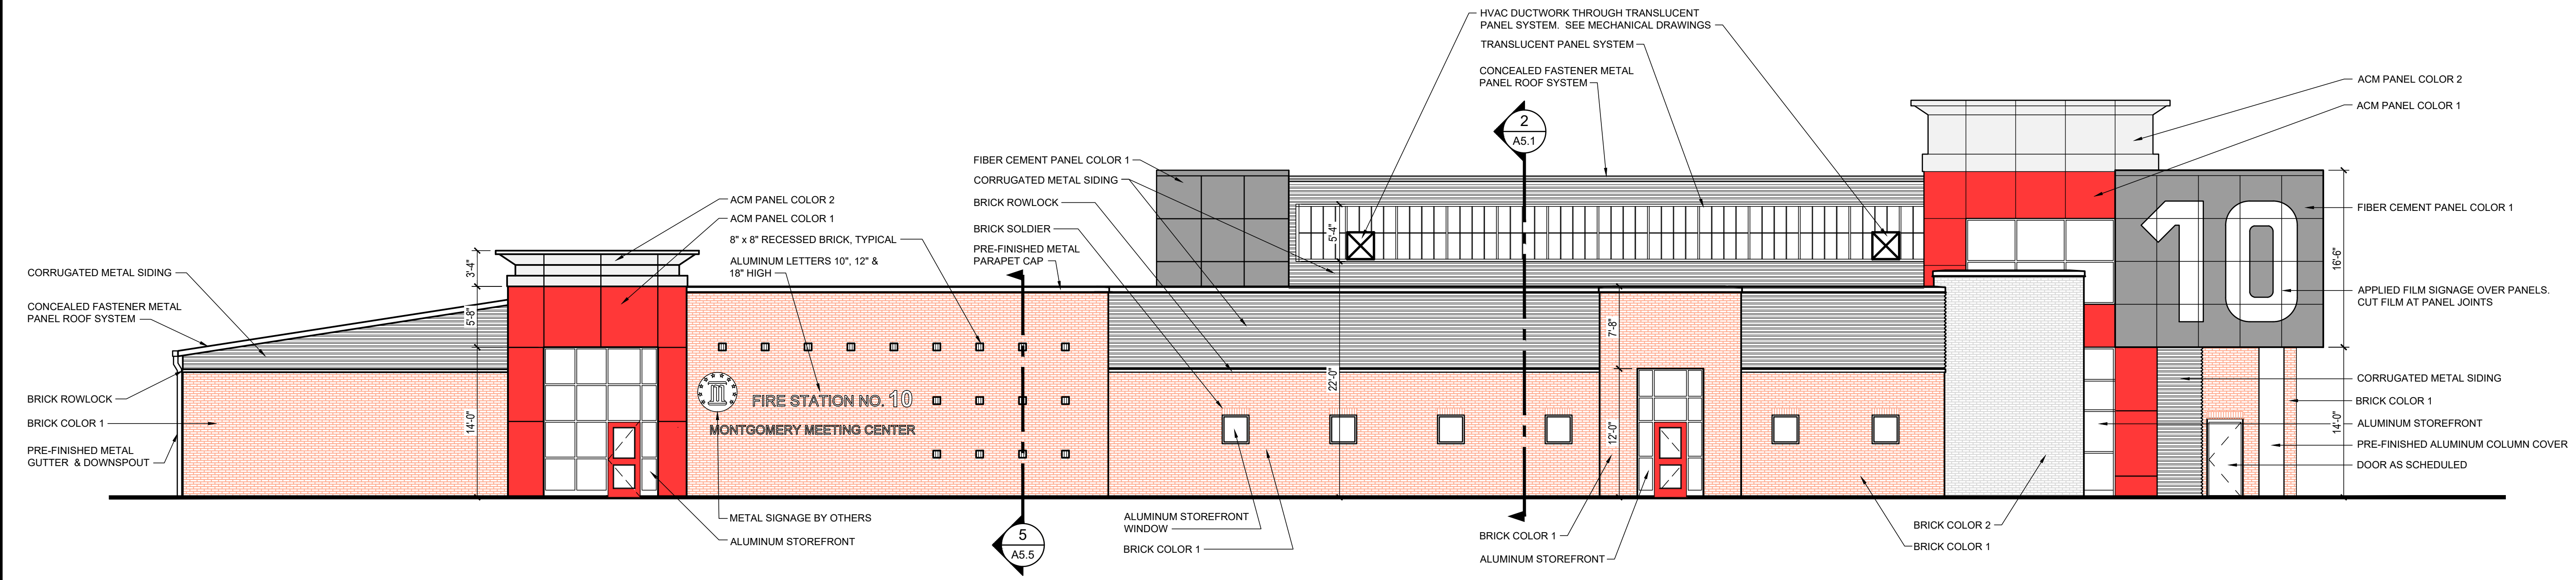 HVAC DUCTWORK THROUGH TRANSLUCENT
PANEL SYSTEM. SEE MECHANICAL DRAWINGS
TRANSLUCENT PANEL SYSTEM
CONCEALED FASTENER METAL
PANEL ROOF SYSTEM
ACM PANEL COLOR 2
ACM PANEL COLOR 1
2
A5.1
FIBER CEMENT PANEL COLOR 1
CORRUGATED METAL SIDING
BRICK ROWLOCK
BRICK SOLDIER
PRE-FINISHED METAL
PARAPET CAP
ACM PANEL COLOR 2
ACM PANEL COLOR 1
8" x 8" RECESSED BRICK, TYPICAL
ALUMINUM LETTERS 10", 12" &
18" HIGH
CORRUGATED METAL SIDING
CONCEALED FASTENER METAL
PANEL ROOF SYSTEM
BRICK ROWLOCK
BRICK COLOR 1
PRE-FINISHED METAL
GUTTER & DOWNSPOUT
3'-4"
5'-8"
14'-0"
M
FIRE STATION NO. 10
MONTGOMERY MEETING CENTER
METAL SIGNAGE BY OTHERS
ALUMINUM STOREFRONT
5
A5.5
5'-4"
22'-0"
7'-8"
12'-0"
ALUMINUM STOREFRONT
WINDOW
BRICK COLOR 1
BRICK COLOR 1
ALUMINUM STOREFRONT
BRICK COLOR 2
BRICK COLOR 1
10
16'-6"
14'-0"
FIBER CEMENT PANEL COLOR 1
APPLIED FILM SIGNAGE OVER PANELS.
CUT FILM AT PANEL JOINTS
CORRUGATED METAL SIDING
BRICK COLOR 1
ALUMINUM STOREFRONT
PRE-FINISHED ALUMINUM COLUMN COVER
DOOR AS SCHEDULED